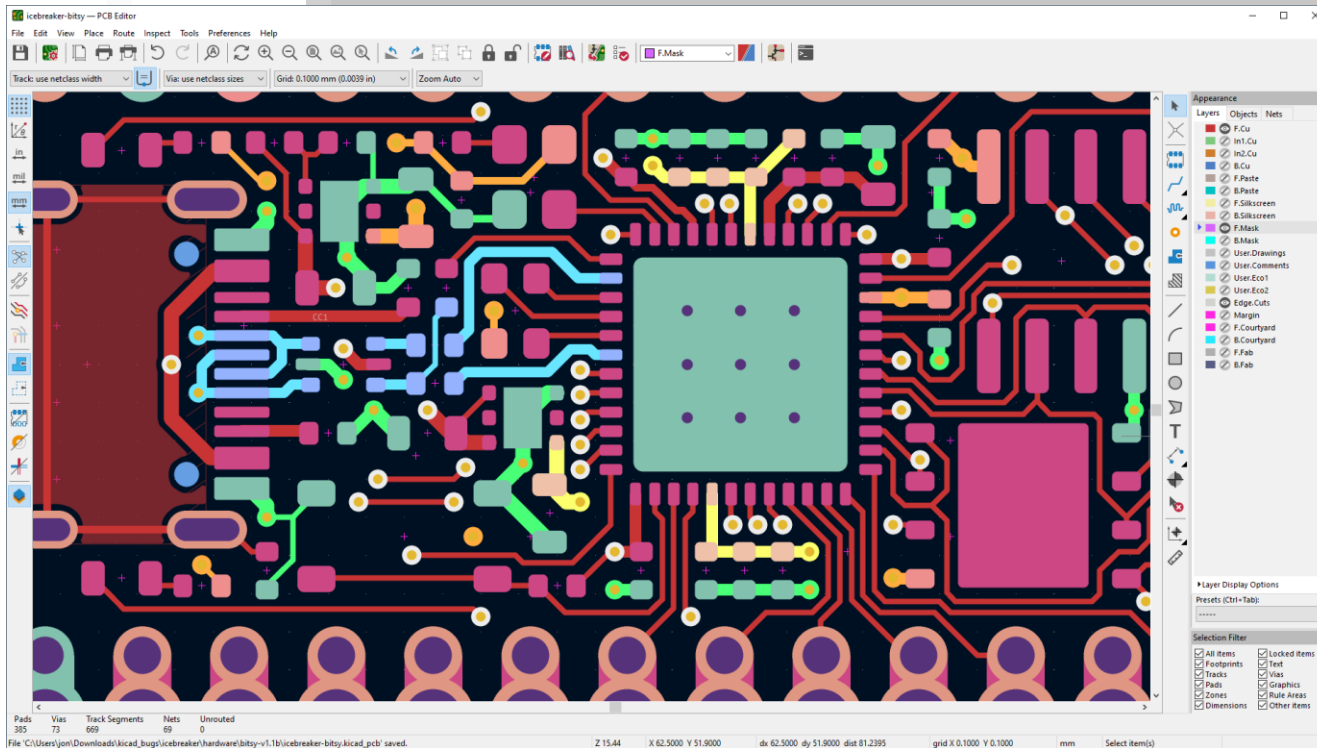 icebreaker-bitsy — PCB Editor
File Edit View Place Route Inspect Tools Preferences Help
F.Mask
Track: use netclass width Via: use netclass sizes Grid: 0.1000 mm (0.0039 in) Zoom Auto
in
mil
mm
CC1
Appearance
Layers Objects Nets
F.Cu
In1.Cu
In2.Cu
B.Cu
F.Paste
B.Paste
F.Silkscreen
B.Silkscreen
F.Mask
B.Mask
User.Drawings
User.Comments
User.Eco1
User.Eco2
Edge.Cuts
Margin
F.Courtyard
B.Courtyard
F.Fab
B.Fab
Layer Display Options
Presets (Ctrl+Tab):
-----
Selection Filter
All items Locked items
Footprints Text
Tracks Vias
Pads Graphics
Zones Rule Areas
Dimensions Other items
Pads Vias Track Segments Nets Unrouted
385 73 669 69 0
File 'C:\Users\jon\Downloads\kicad_bugs\icebreaker\hardware\bitsy-v1.1b\icebreaker-bitsy.kicad_pcb' saved. Z 15.44 X 62.5000 Y 51.9000 dx 62.5000 dy 51.9000 dist 81.2395 grid X 0.1000 Y 0.1000 mm Select item(s)